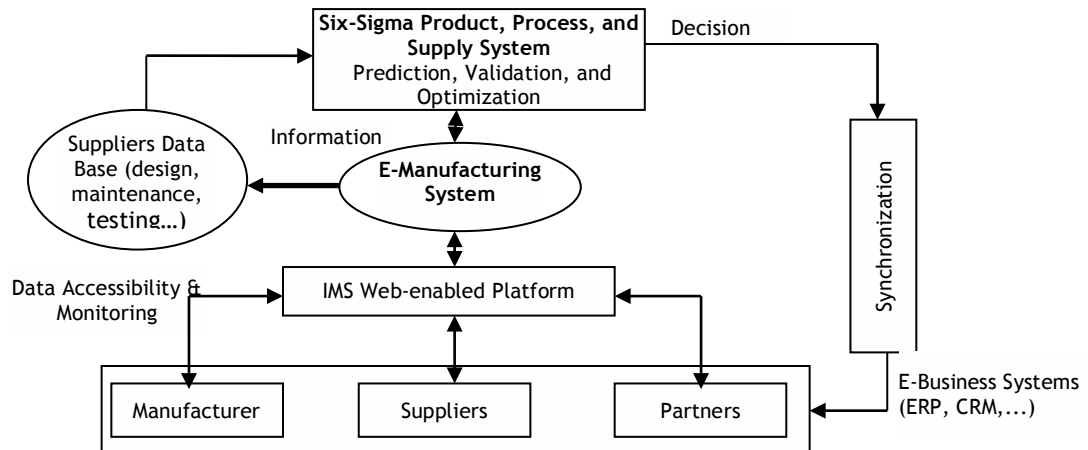 Six-Sigma Product, Process, and
Supply System
Prediction, Validation, and
Optimization
Decision
Information
Suppliers Data
Base (design,
maintenance,
testing…)
E-Manufacturing
System
Synchronization
Data Accessibility &
Monitoring
IMS Web-enabled Platform
Manufacturer
Suppliers
Partners
E-Business Systems
(ERP, CRM,...)